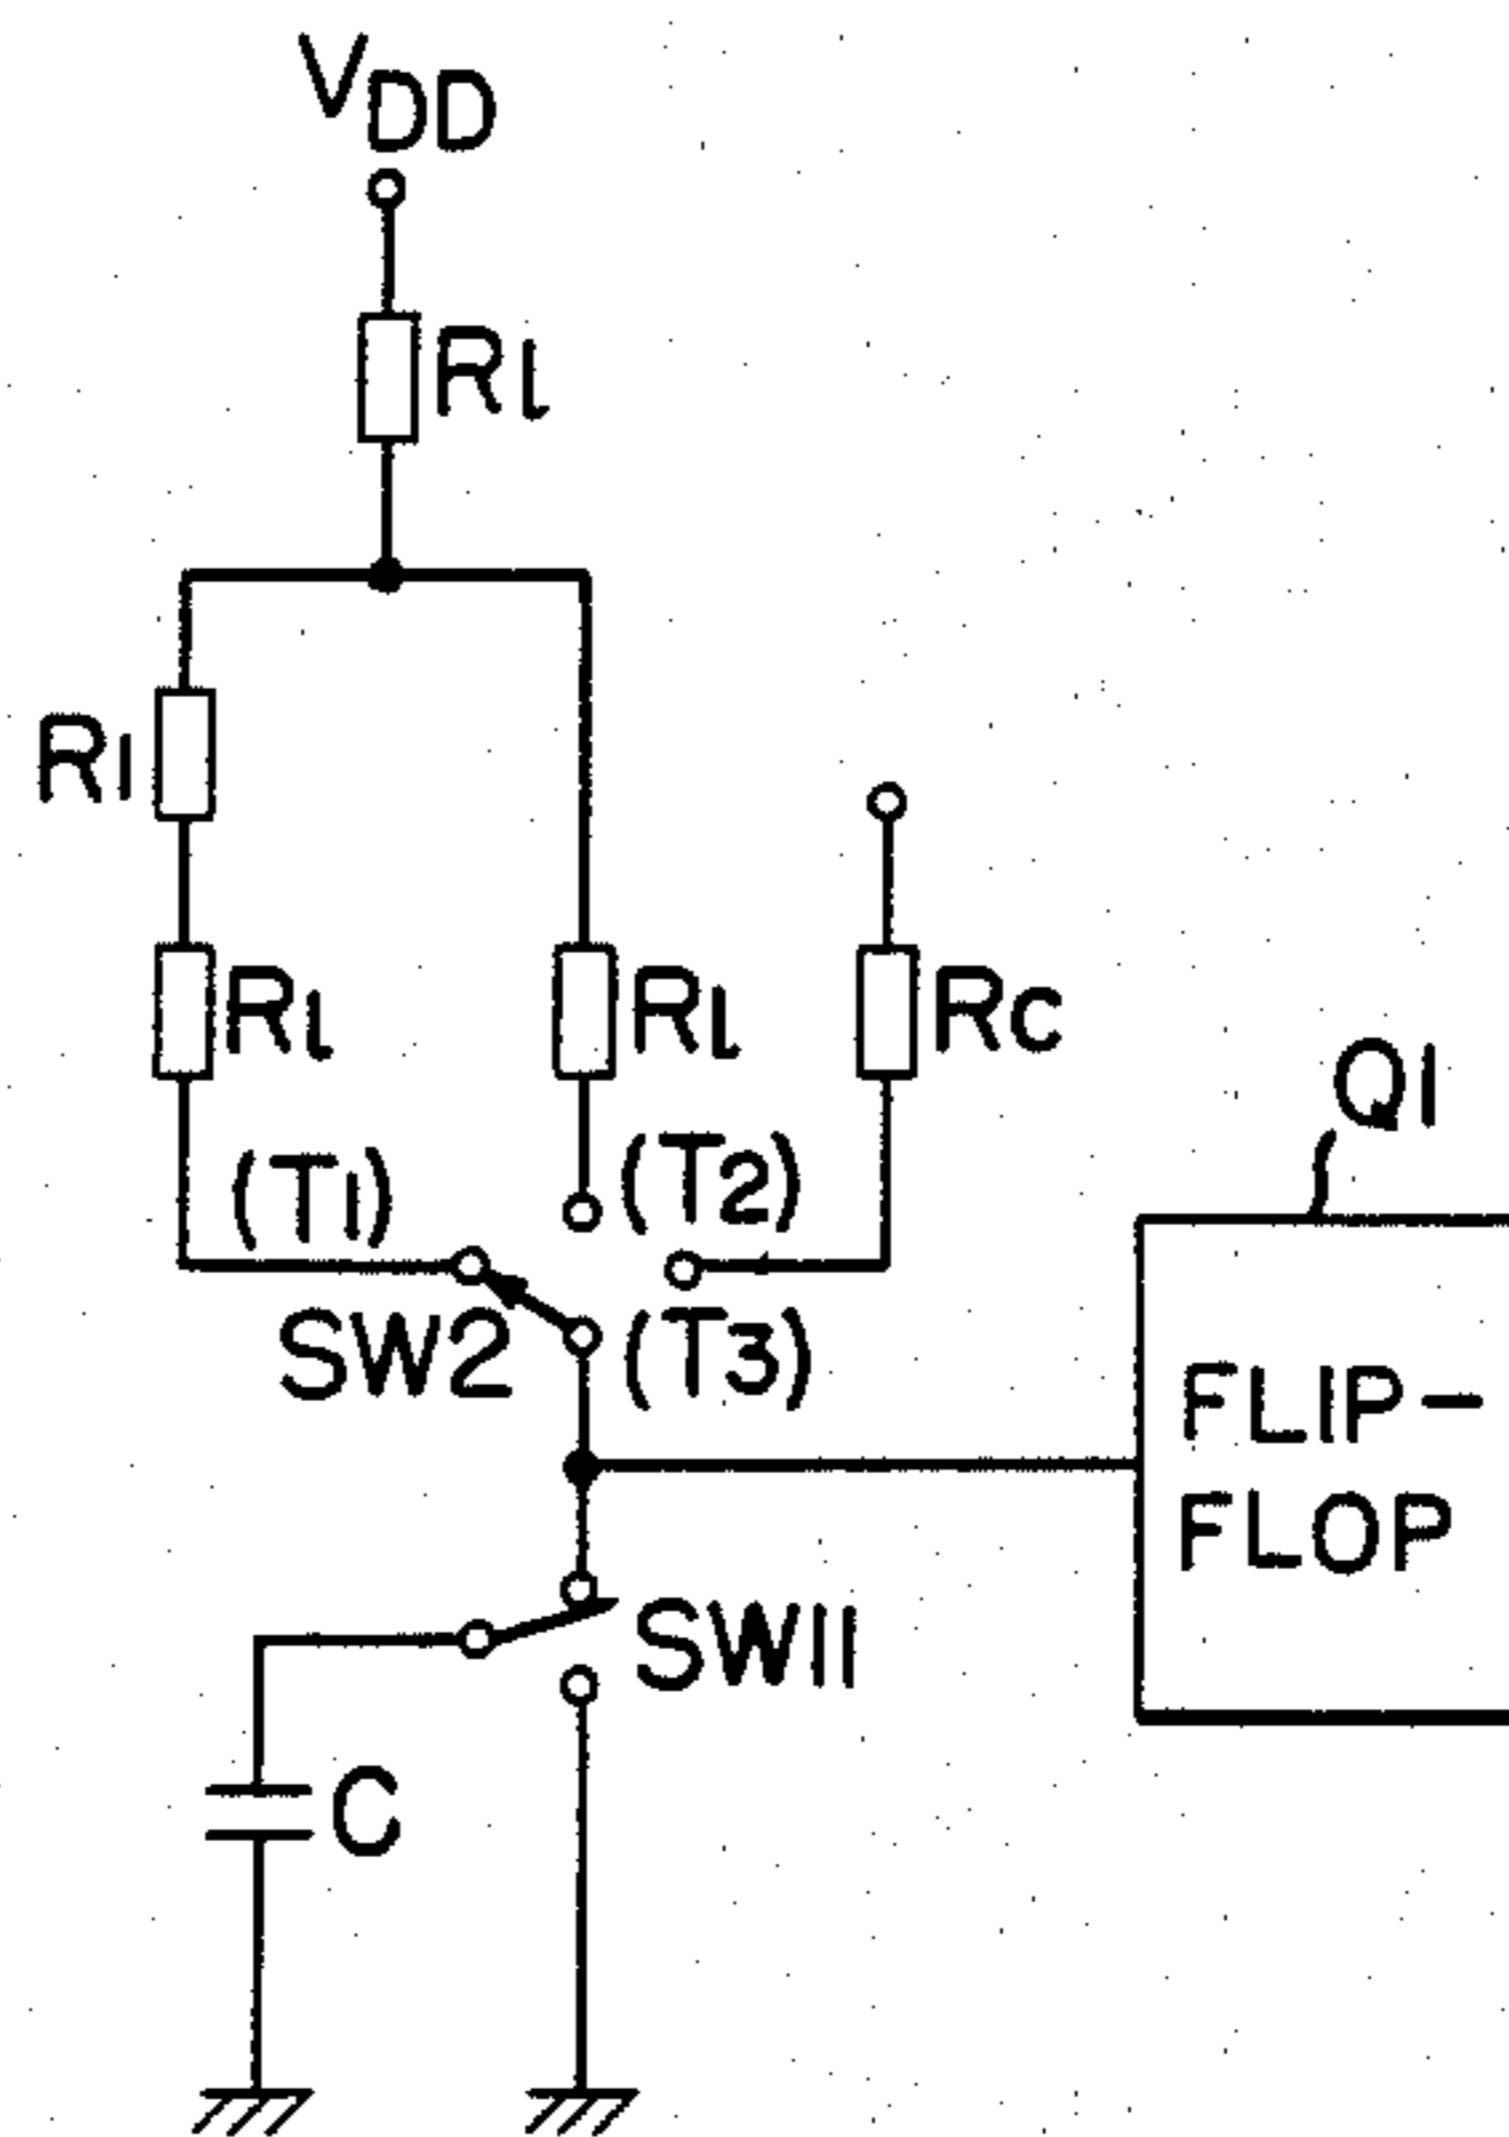 VDD
Rl
R1
Rl
Rl
RC
Q1
(T1)
(T2)
SW2
(T3)
FLIP-
FLOP
SW11
C